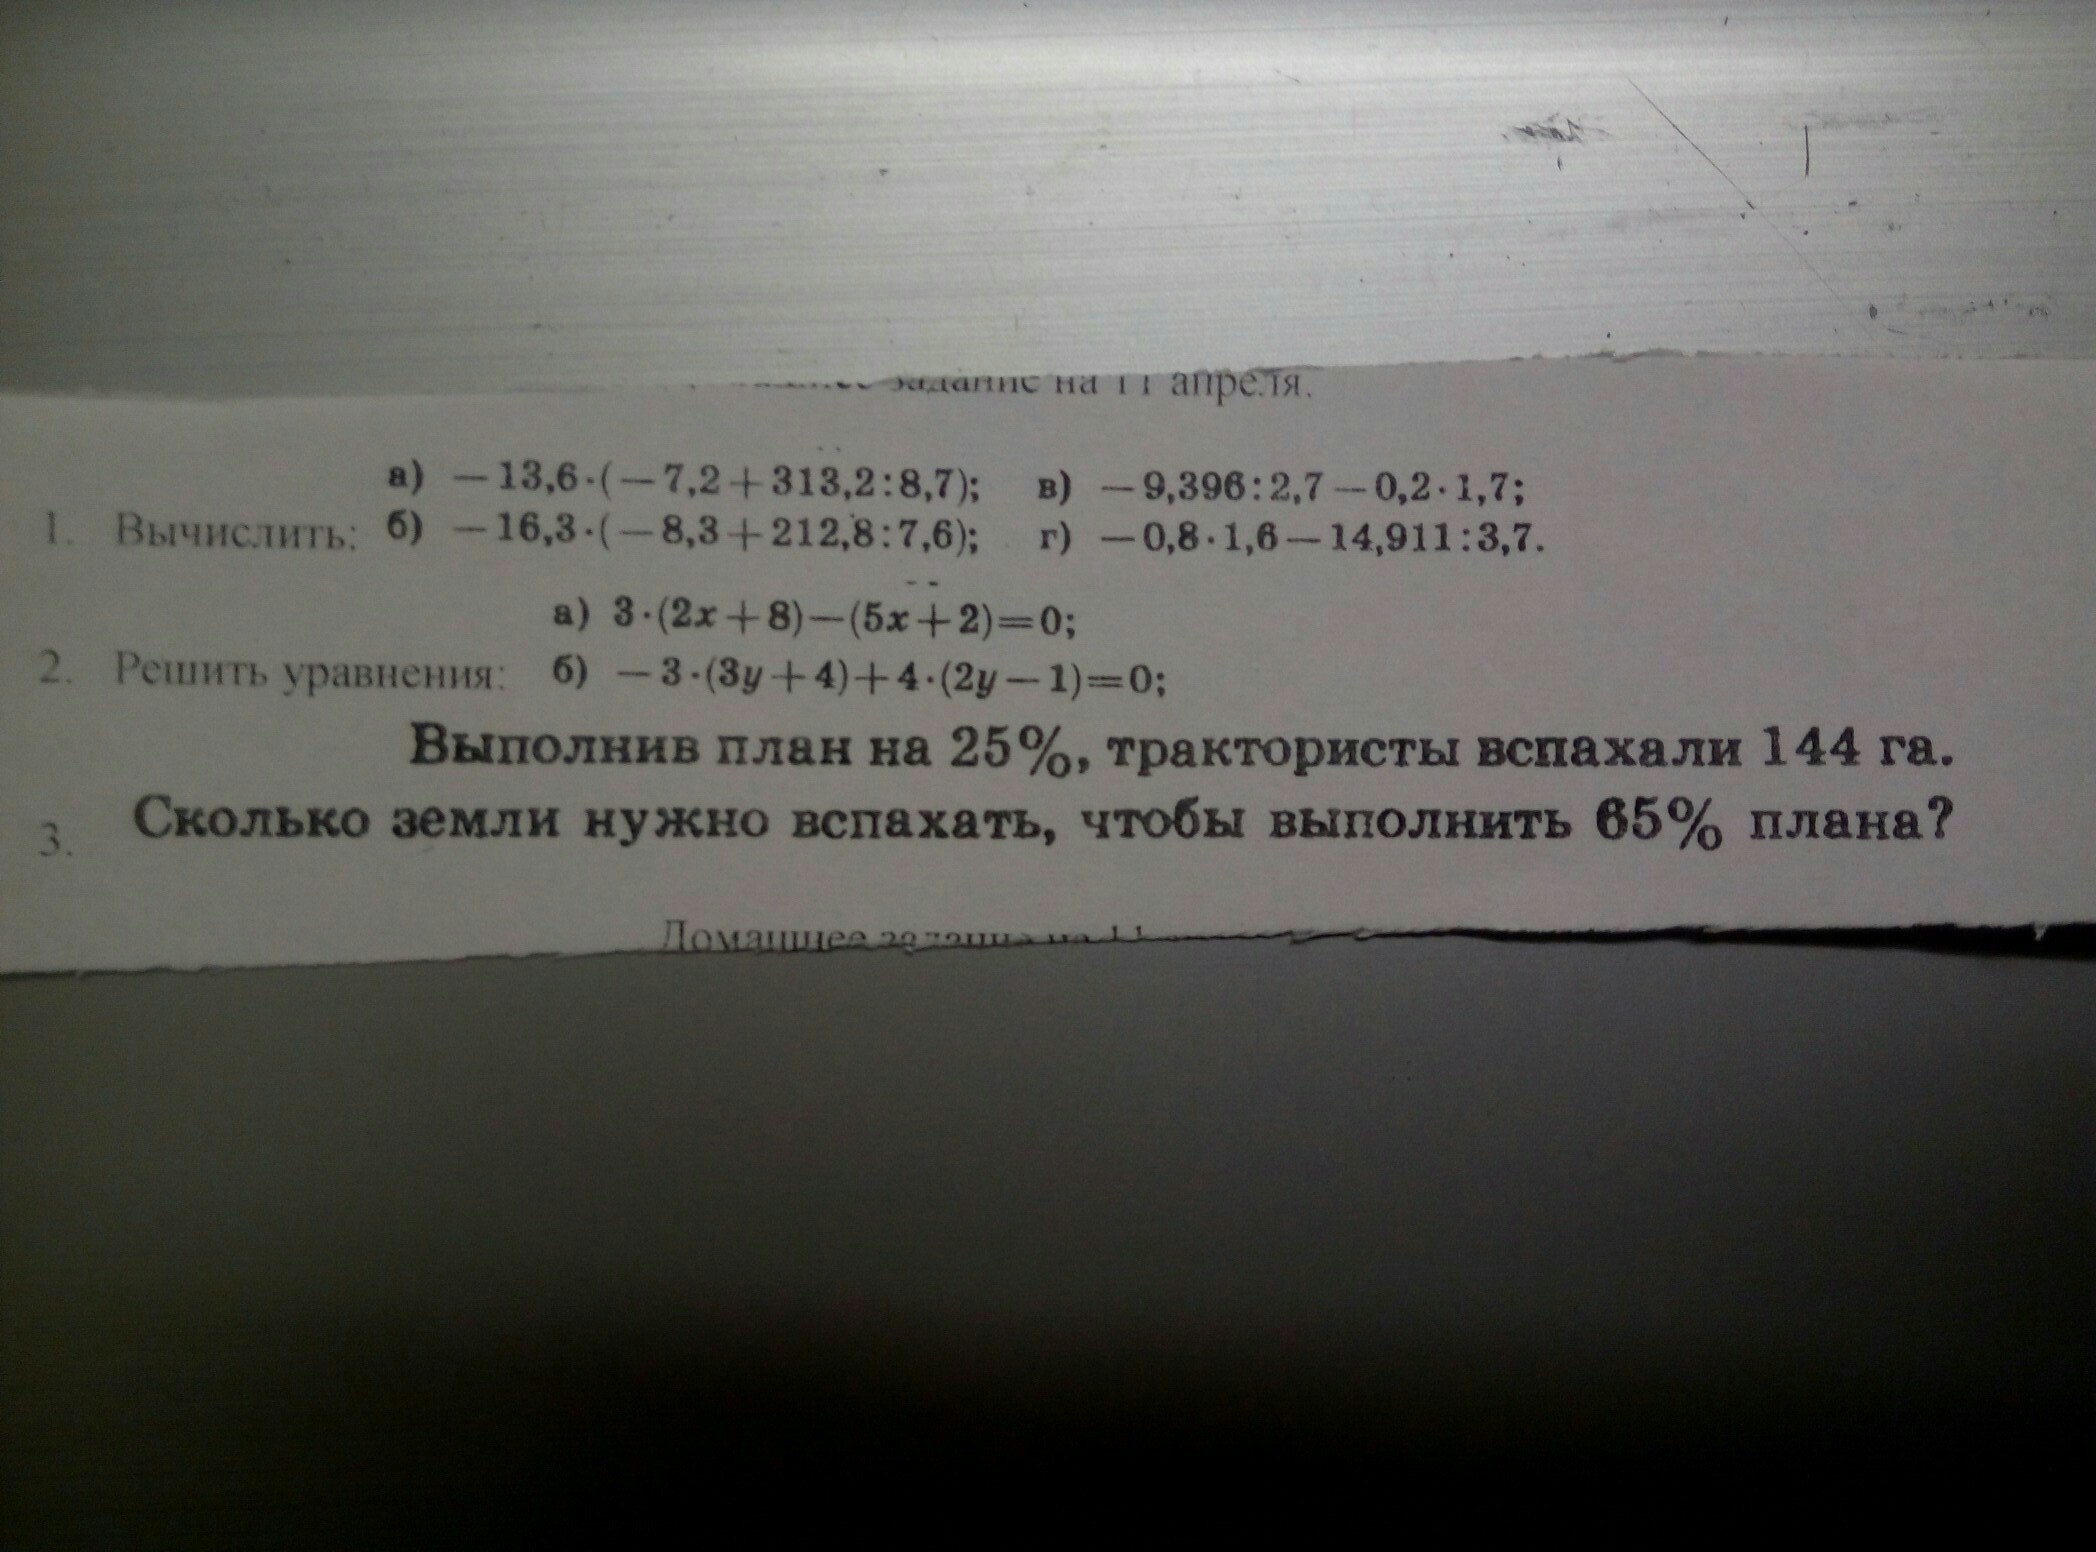 задание на 11 апреля.
а) −13,6·(−7,2+313,2:8,7); в) −9,396:2,7−0,2·1,7;
1. Вычислить: б) −16,3·(−8,3+212,8:7,6); г) −0,8·1,6−14,911:3,7.
а) 3·(2x+8)−(5x+2)=0;
2. Решить уравнения: б) −3·(3y+4)+4·(2y−1)=0;
Выполнив план на 25%, трактористы вспахали 144 га.
3. Сколько земли нужно вспахать, чтобы выполнить 65% плана?
Домашнее задание на 11